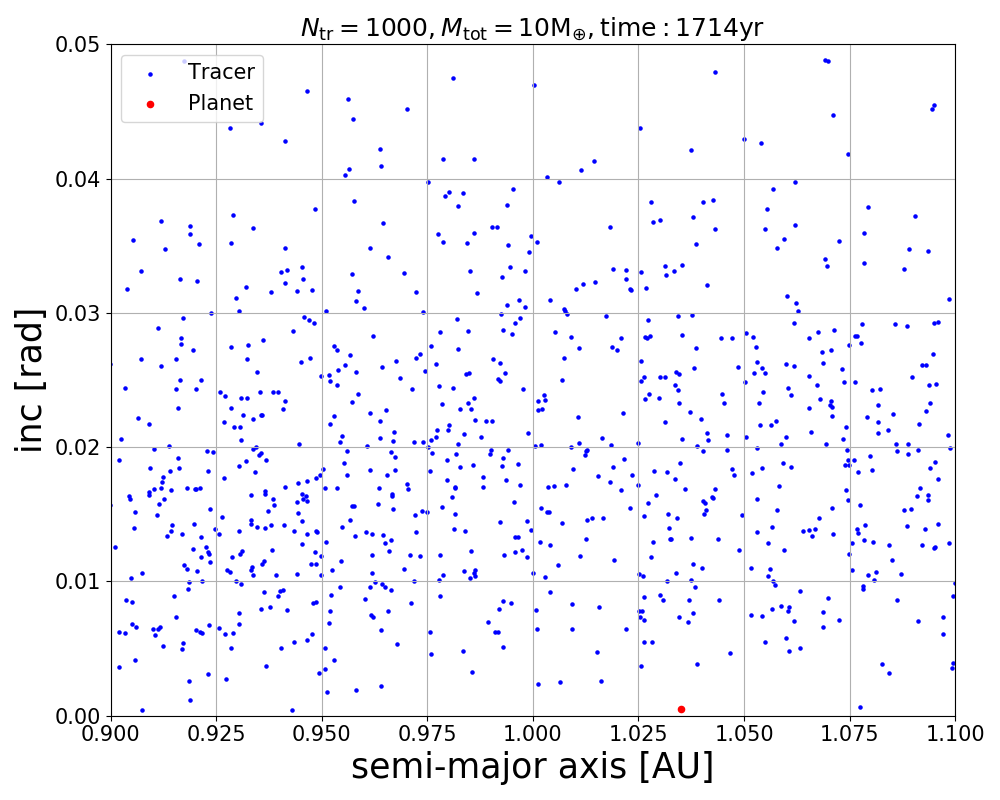 N_tr = 1000, M_tot = 10M_⊕, time : 1714yr
Tracer
Planet
inc [rad]
0.05
0.04
0.03
0.02
0.01
0.00
0.900 0.925 0.950 0.975 1.000 1.025 1.050 1.075 1.100
semi-major axis [AU]